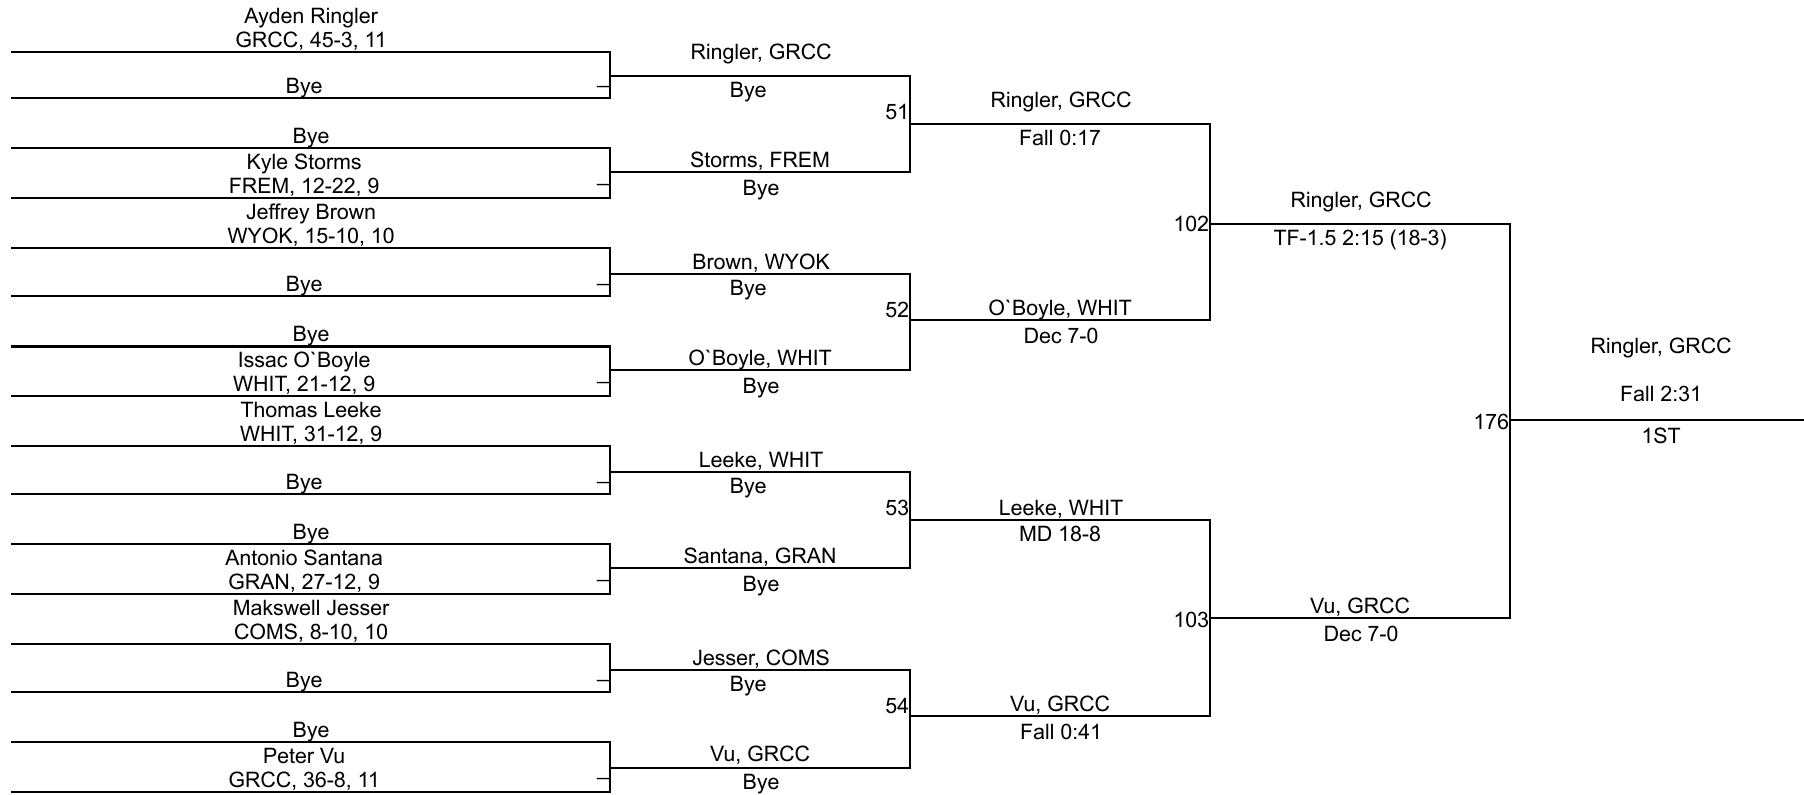 Ayden Ringler
GRCC, 45-3, 11
Bye
Bye
Kyle Storms
FREM, 12-22, 9
Jeffrey Brown
WYOK, 15-10, 10
Bye
Bye
Issac O`Boyle
WHIT, 21-12, 9
Thomas Leeke
WHIT, 31-12, 9
Bye
Bye
Antonio Santana
GRAN, 27-12, 9
Makswell Jesser
COMS, 8-10, 10
Bye
Bye
Peter Vu
GRCC, 36-8, 11
Ringler, GRCC
Bye
Storms, FREM
Bye
Brown, WYOK
Bye
O`Boyle, WHIT
Bye
Leeke, WHIT
Bye
Santana, GRAN
Bye
Jesser, COMS
Bye
Vu, GRCC
Bye
51
52
53
54
Ringler, GRCC
Fall 0:17
O`Boyle, WHIT
Dec 7-0
Leeke, WHIT
MD 18-8
Vu, GRCC
Fall 0:41
102
103
Ringler, GRCC
TF-1.5 2:15 (18-3)
Vu, GRCC
Dec 7-0
176
Ringler, GRCC
Fall 2:31
1ST